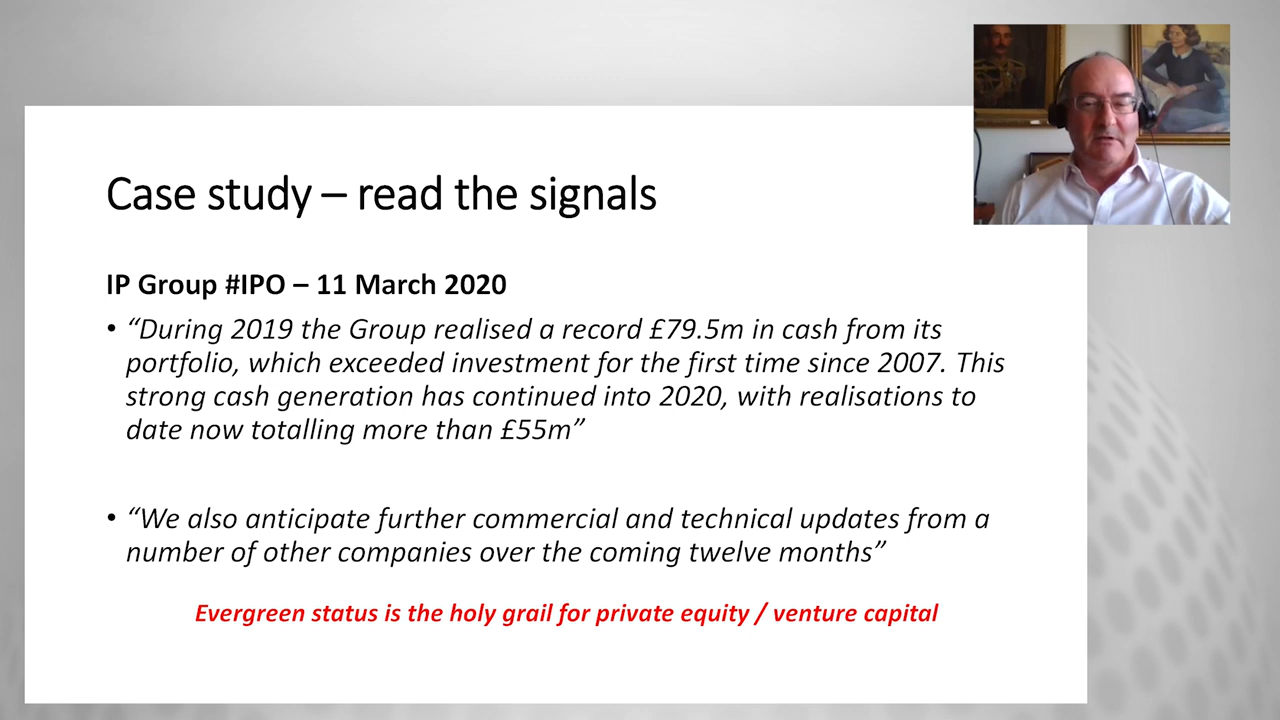 Case study – read the signals
IP Group #IPO – 11 March 2020
• “During 2019 the Group realised a record £79.5m in cash from its
portfolio, which exceeded investment for the first time since 2007. This
strong cash generation has continued into 2020, with realisations to
date now totalling more than £55m”
• “We also anticipate further commercial and technical updates from a
number of other companies over the coming twelve months”
Evergreen status is the holy grail for private equity / venture capital